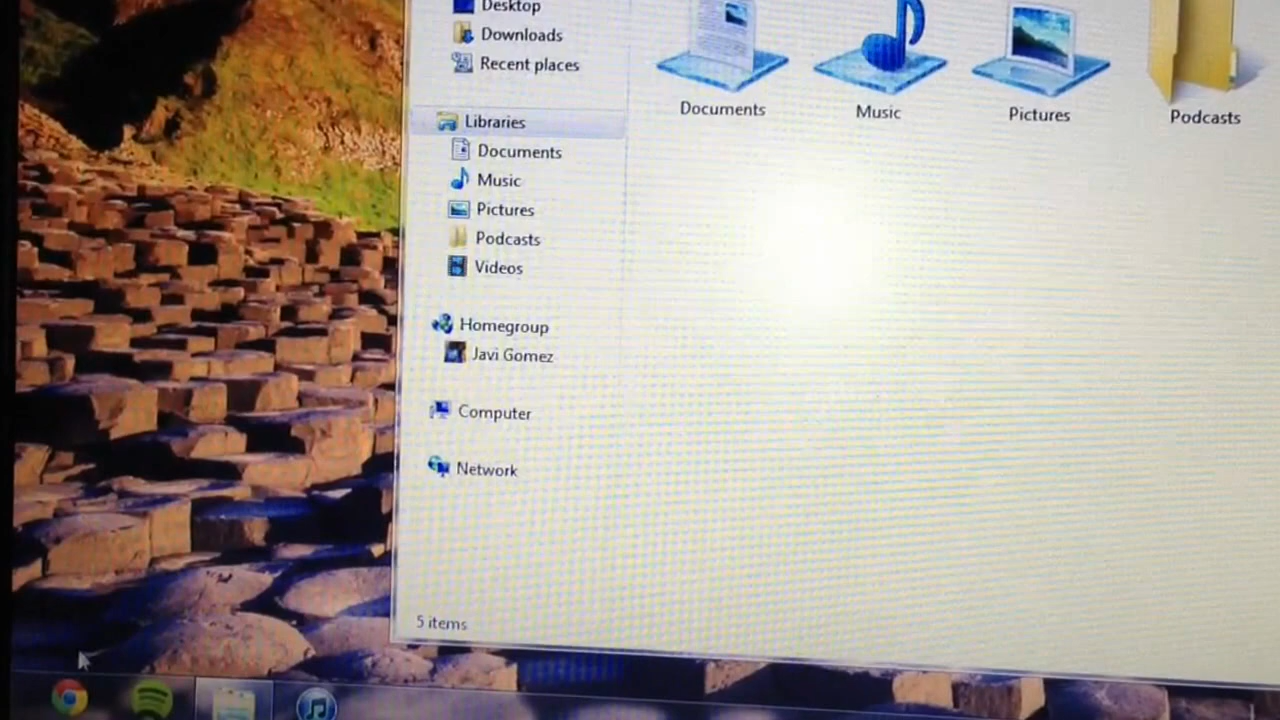 Desktop
Downloads
Recent places
Libraries
Documents
Music
Pictures
Podcasts
Videos
Homegroup
Javi Gomez
Computer
Network
Documents
Music
Pictures
Podcasts
5 items